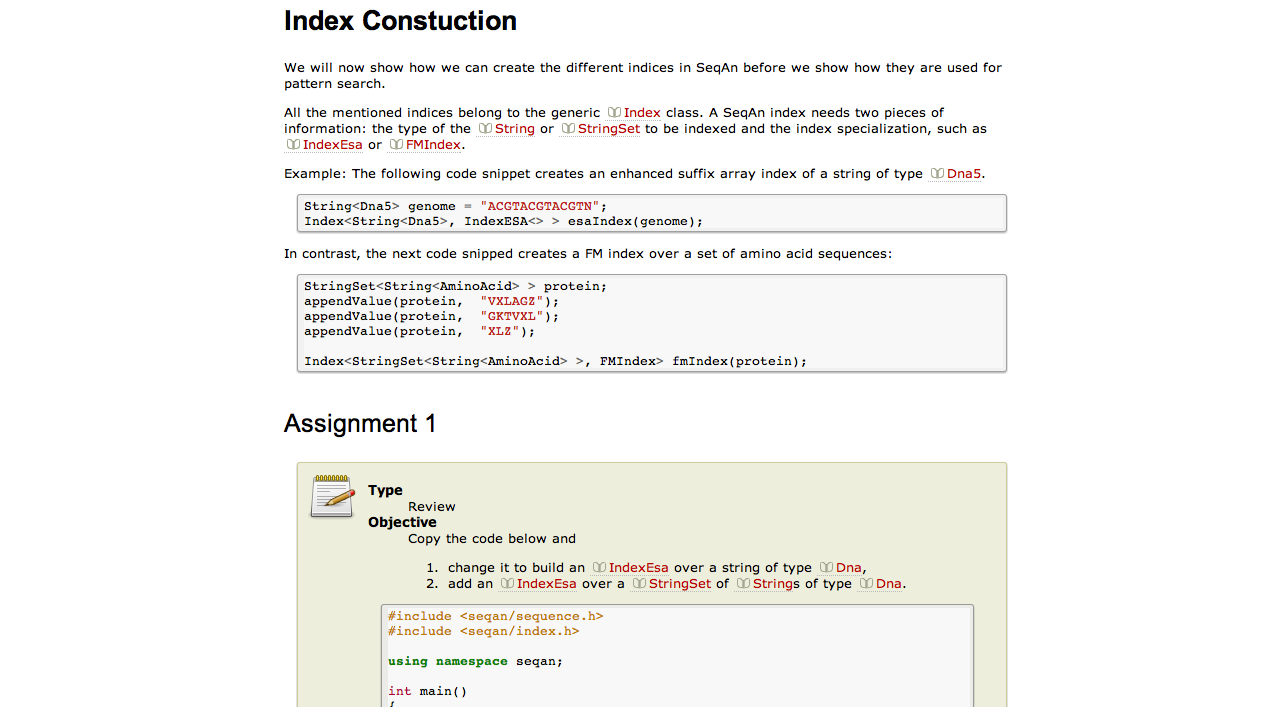 Index Constuction
We will now show how we can create the different indices in SeqAn before we show how they are used for
pattern search.
All the mentioned indices belong to the generic Index class. A SeqAn index needs two pieces of
information: the type of the String or StringSet to be indexed and the index specialization, such as
IndexEsa or FMIndex.
Example: The following code snippet creates an enhanced suffix array index of a string of type Dna5.
String<Dna5> genome = "ACGTACGTACGTN";
Index<String<Dna5>, IndexESA<> > esaIndex(genome);
In contrast, the next code snipped creates a FM index over a set of amino acid sequences:
StringSet<String<AminoAcid> > protein;
appendValue(protein, "VXLAGZ");
appendValue(protein, "GKTVXL");
appendValue(protein, "XLZ");
Index<StringSet<String<AminoAcid> >, FMIndex> fmIndex(protein);
Assignment 1
Type
Review
Objective
Copy the code below and
1. change it to build an IndexEsa over a string of type Dna,
2. add an IndexEsa over a StringSet of Strings of type Dna.
#include <seqan/sequence.h>
#include <seqan/index.h>
using namespace seqan;
int main()
{